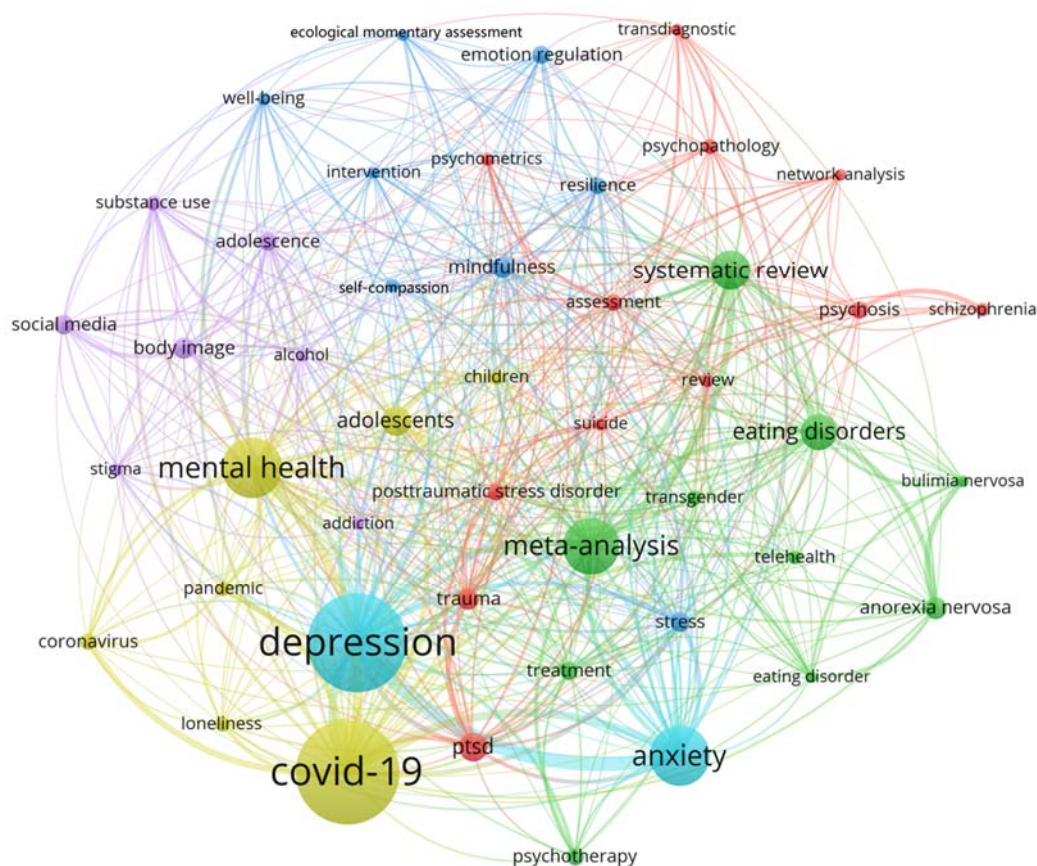 ecological momentary assessment
transdiagnostic
emotion regulation
well-being
psychometrics
psychopathology
intervention
resilience
network analysis
substance use
adolescence
mindfulness
systematic review
self-compassion
assessment
psychosis
schizophrenia
social media
body image
alcohol
children
review
adolescents
suicide
eating disorders
mental health
stigma
posttraumatic stress disorder
transgender
bulimia nervosa
addiction
meta-analysis
telehealth
pandemic
trauma
anorexia nervosa
coronavirus
depression
stress
treatment
eating disorder
loneliness
ptsd
anxiety
covid-19
psychotherapy